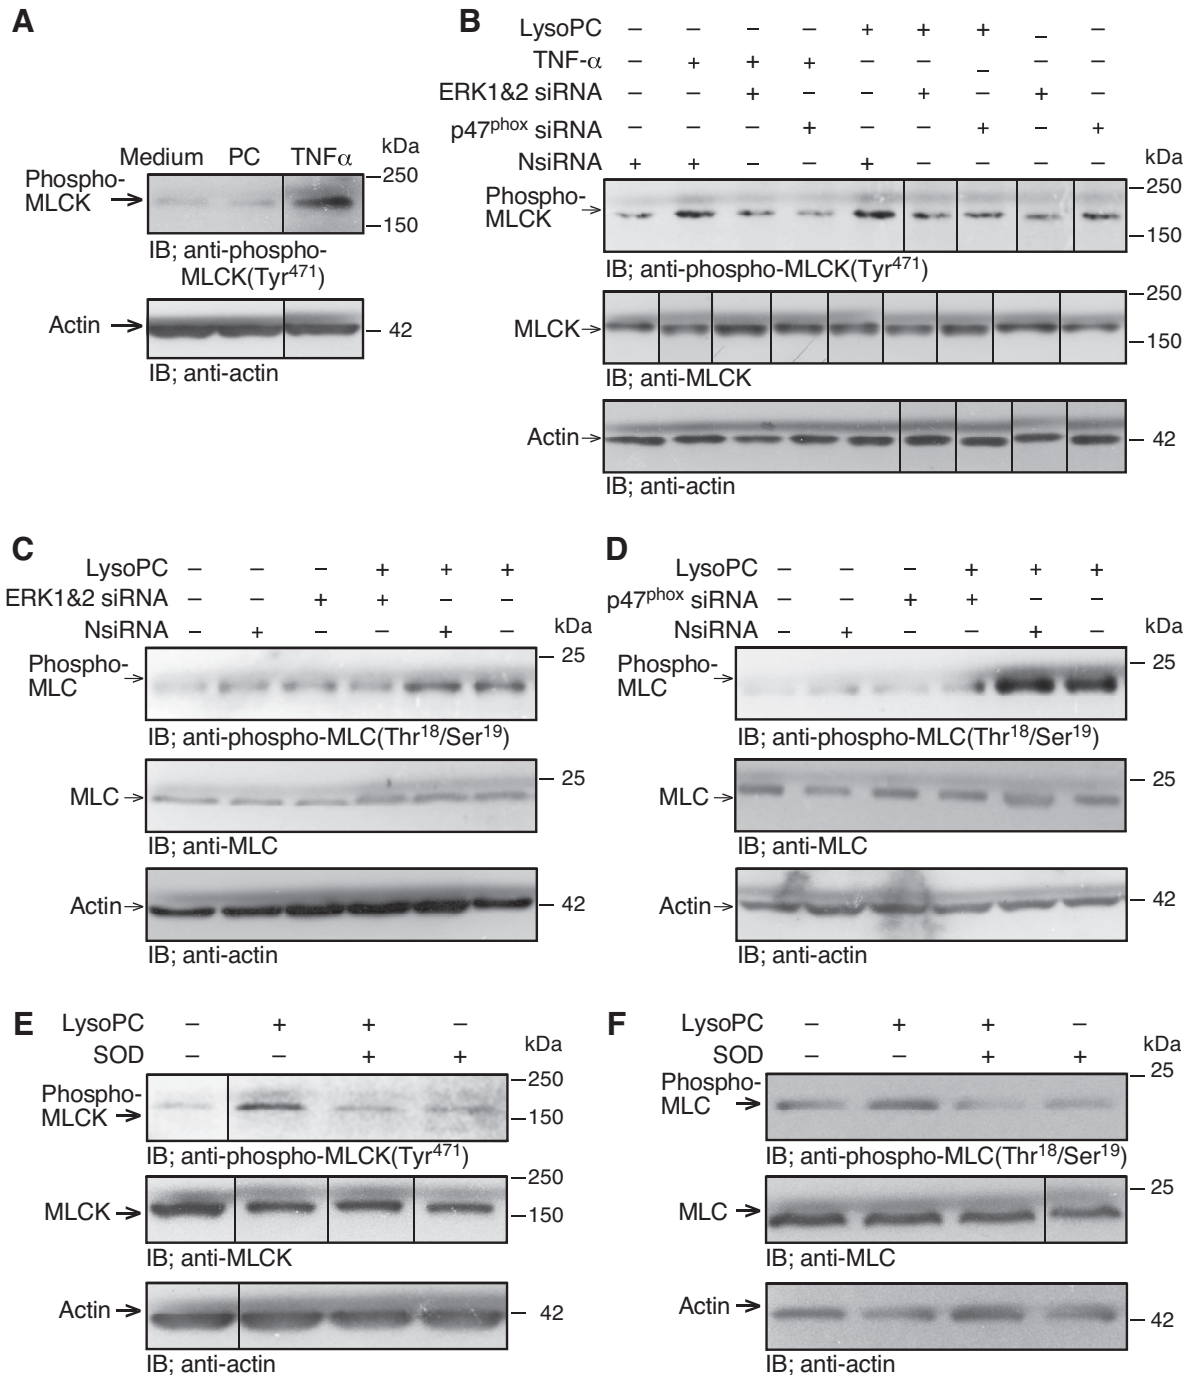 A
Medium PC TNFα kDa
Phospho-
MLCK
250
150
IB; anti-phospho-
MLCK(Tyr471)
Actin
42
IB; anti-actin
B
LysoPC – – – – + + + – –
TNF-α – + + + – – – – –
ERK1&2 siRNA – – + – – + – + –
p47phox siRNA – – – + – – + – +
NsiRNA + + – – + – – – –
kDa
Phospho-
MLCK
250
150
IB; anti-phospho-MLCK(Tyr471)
MLCK
250
150
IB; anti-MLCK
Actin
42
IB; anti-actin
C
LysoPC – – – + + +
ERK1&2 siRNA – – + + – –
NsiRNA – + – – + –
kDa
Phospho-
MLC
25
IB; anti-phospho-MLC(Thr18/Ser19)
MLC
25
IB; anti-MLC
Actin
42
IB; anti-actin
D
LysoPC – – – + + +
p47phox siRNA – – + + – –
NsiRNA – + – – + –
kDa
Phospho-
MLC
25
IB; anti-phospho-MLC(Thr18/Ser19)
MLC
25
IB; anti-MLC
Actin
42
IB; anti-actin
E
LysoPC – + + –
SOD – – + +
kDa
Phospho-
MLCK
250
150
IB; anti-phospho-MLCK(Tyr471)
MLCK
250
150
IB; anti-MLCK
Actin
42
IB; anti-actin
F
LysoPC – + + –
SOD – – + +
kDa
Phospho-
MLC
25
IB; anti-phospho-MLC(Thr18/Ser19)
MLC
25
IB; anti-MLC
Actin
42
IB; anti-actin